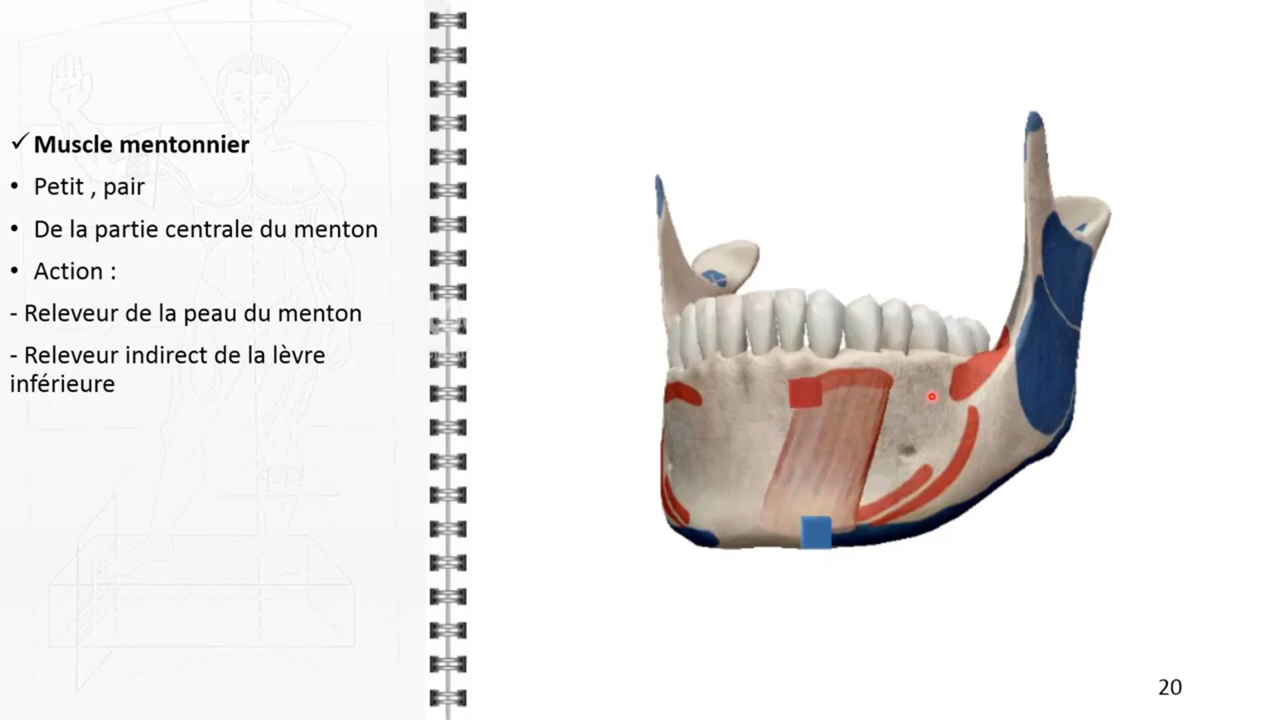 ✓ Muscle mentonnier
• Petit , pair
• De la partie centrale du menton
• Action :
- Releveur de la peau du menton
- Releveur indirect de la lèvre
inférieure
20